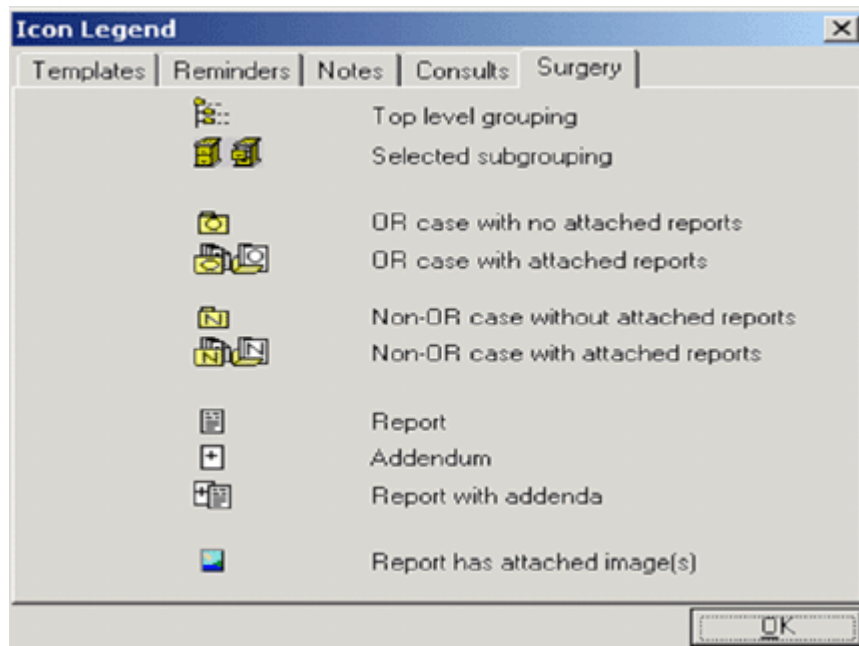 Icon Legend
Templates Reminders Notes Consults Surgery
Top level grouping
Selected subgrouping
OR case with no attached reports
OR case with attached reports
N Non-OR case without attached reports
N N Non-OR case with attached reports
Report
Addendum
Report with addenda
Report has attached image(s)
OK